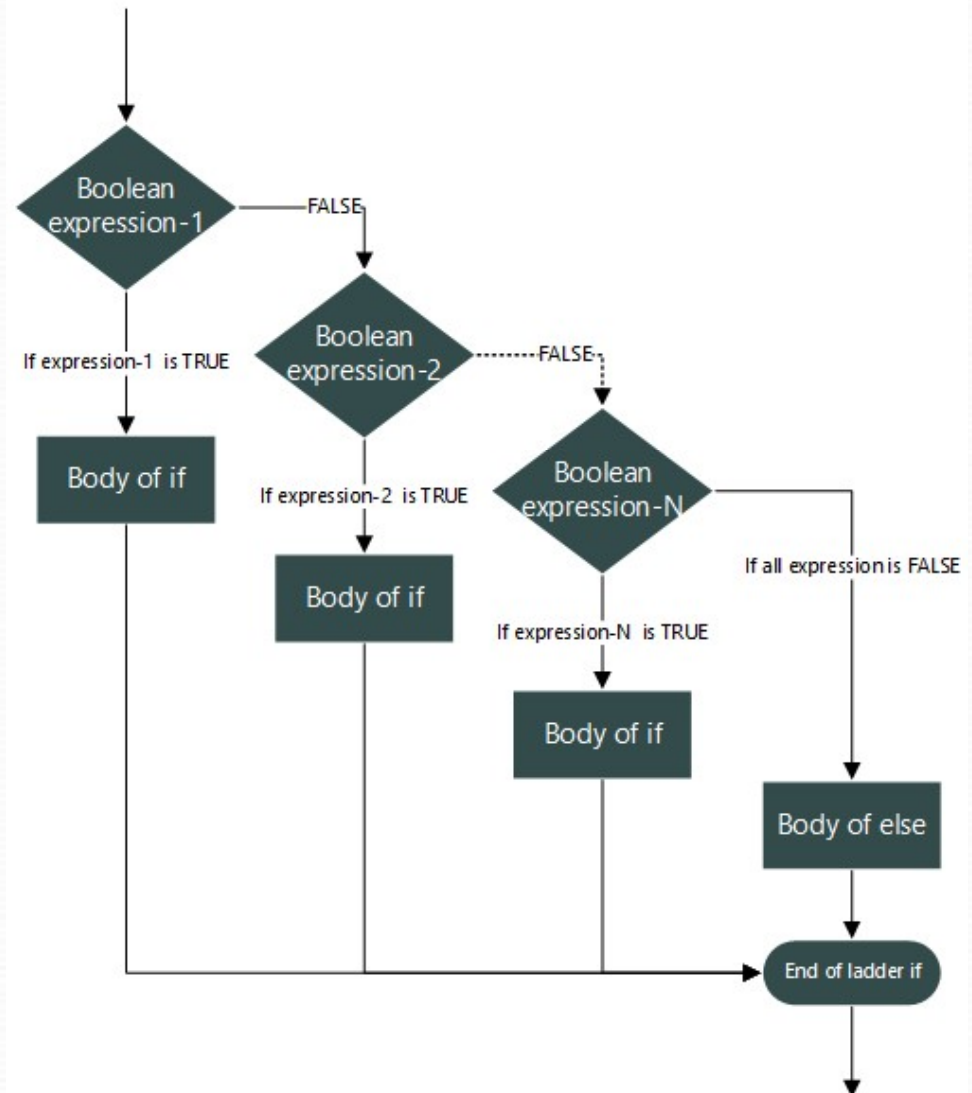 Boolean
expression-1
FALSE
If expression-1 is TRUE
Boolean
expression-2
FALSE
Body of if
If expression-2 is TRUE
Boolean
expression-N
If all expression is FALSE
Body of if
If expression-N is TRUE
Body of if
Body of else
End of ladder if